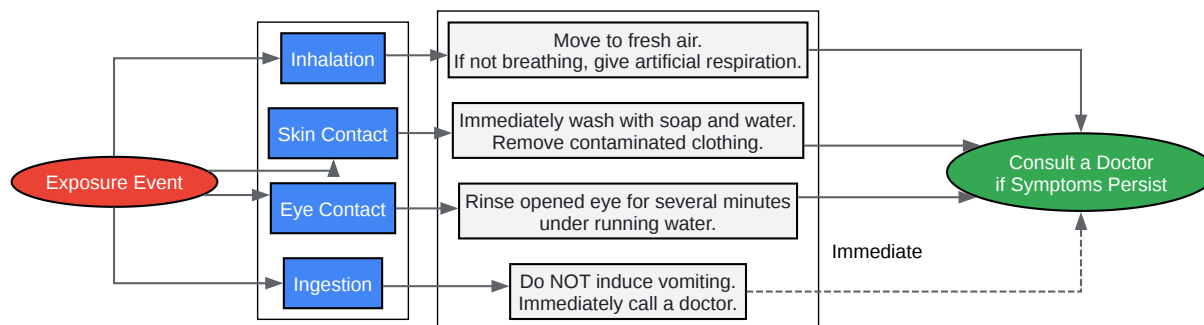 Exposure Event
Inhalation
Skin Contact
Eye Contact
Ingestion
Move to fresh air.
If not breathing, give artificial respiration.
Immediately wash with soap and water.
Remove contaminated clothing.
Rinse opened eye for several minutes
under running water.
Do NOT induce vomiting.
Immediately call a doctor.
Immediate
Consult a Doctor
if Symptoms Persist